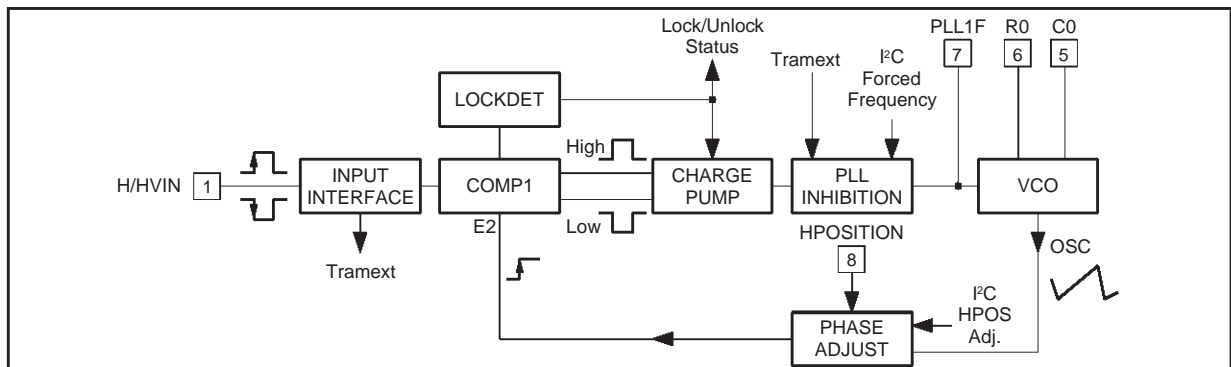 Lock/Unlock
Status
PLL1F
7
R0
6
C0
5
Tramext
I²C
Forced
Frequency
LOCKDET
High
H/HVIN
1
INPUT
INTERFACE
COMP1
CHARGE
PUMP
PLL
INHIBITION
VCO
E2
Low
Tramext
HPOSITION
8
OSC
PHASE
ADJUST
I²C
HPOS
Adj.